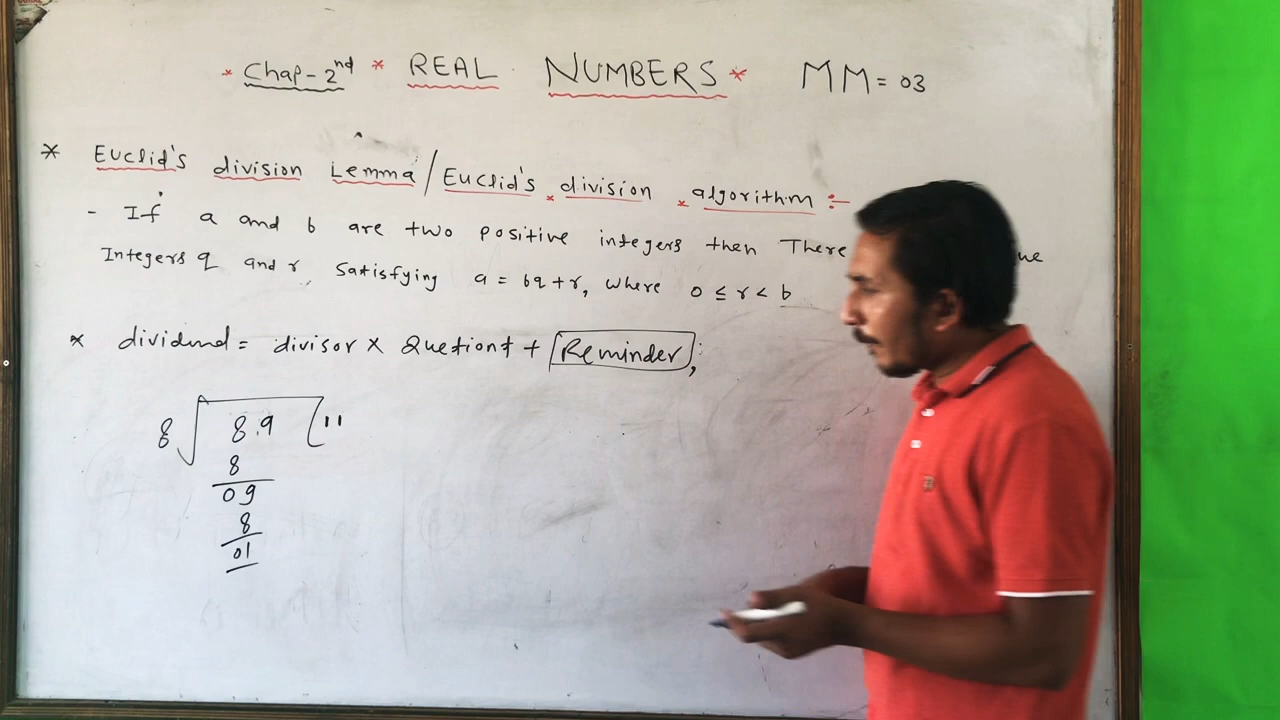 * Chap-2nd * REAL NUMBERS * MM = 03
* Euclid's division Lemma / Euclid's division algorithm :-
- If a and b are two positive integers then There
Integers q and r satisfying a = bq + r, where 0 ≤ r < b
* dividend = divisor × Quetiont + Reminder;
8 89 11
8
09
8
01